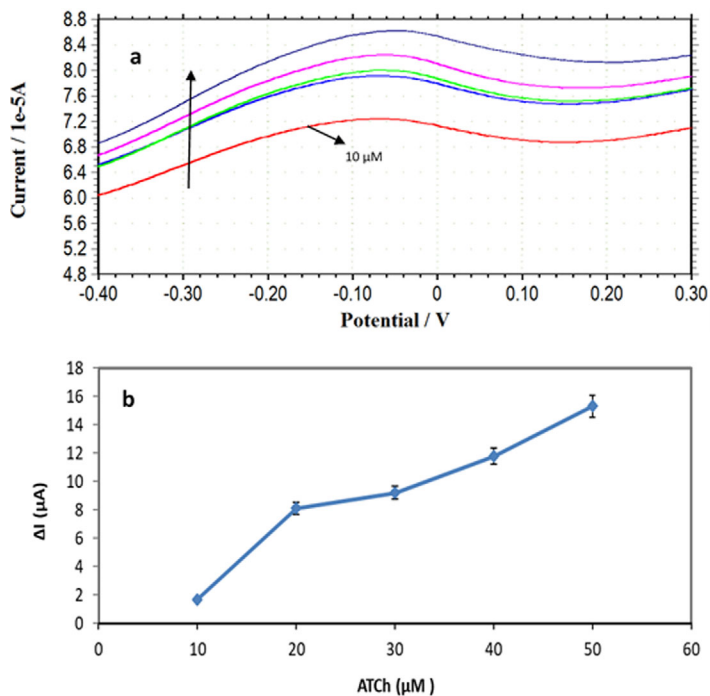 a
8.8
8.4
8.0
7.6
7.2
6.8
6.4
6.0
5.6
5.2
4.8
Current / 1e-5A
10 µM
-0.40 -0.30 -0.20 -0.10 0 0.10 0.20 0.30
Potential / V
b
18
16
14
12
10
8
6
4
2
0
ΔI (µA)
0 10 20 30 40 50 60
ATCh (µM )